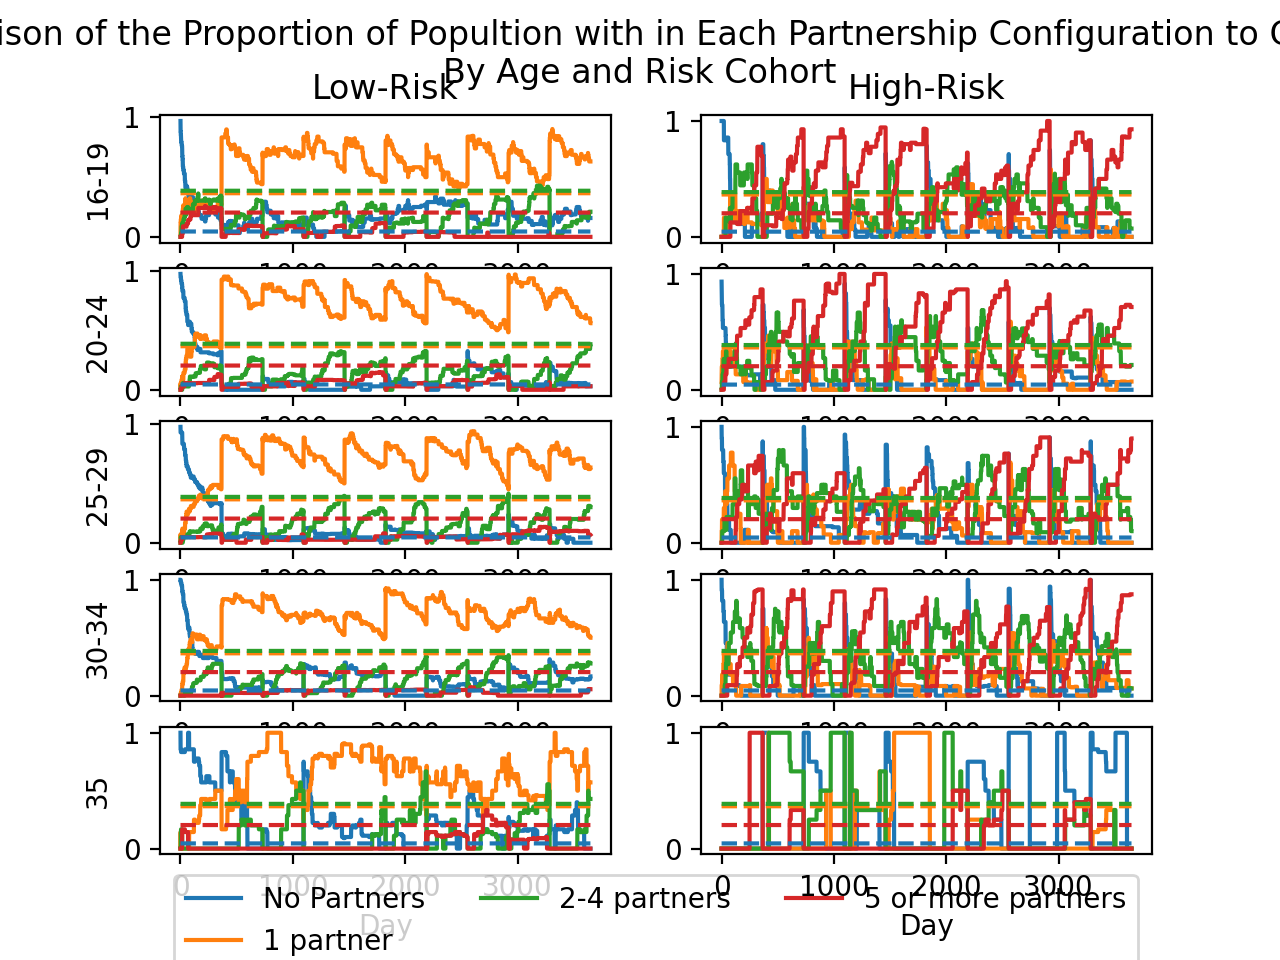 ison of the Proportion of Popultion with in Each Partnership Configuration to
By Age and Risk Cohort
Low-Risk High-Risk
1 1
16-19
0 0
1 1
20-24
0 0
1 1
25-29
0 0
1 1
30-34
0 0
1 1
35
0 0
0 1000 2000 3000 0 1000 2000 3000
No Partners 2-4 partners 5 or more partners
Day Day
1 partner